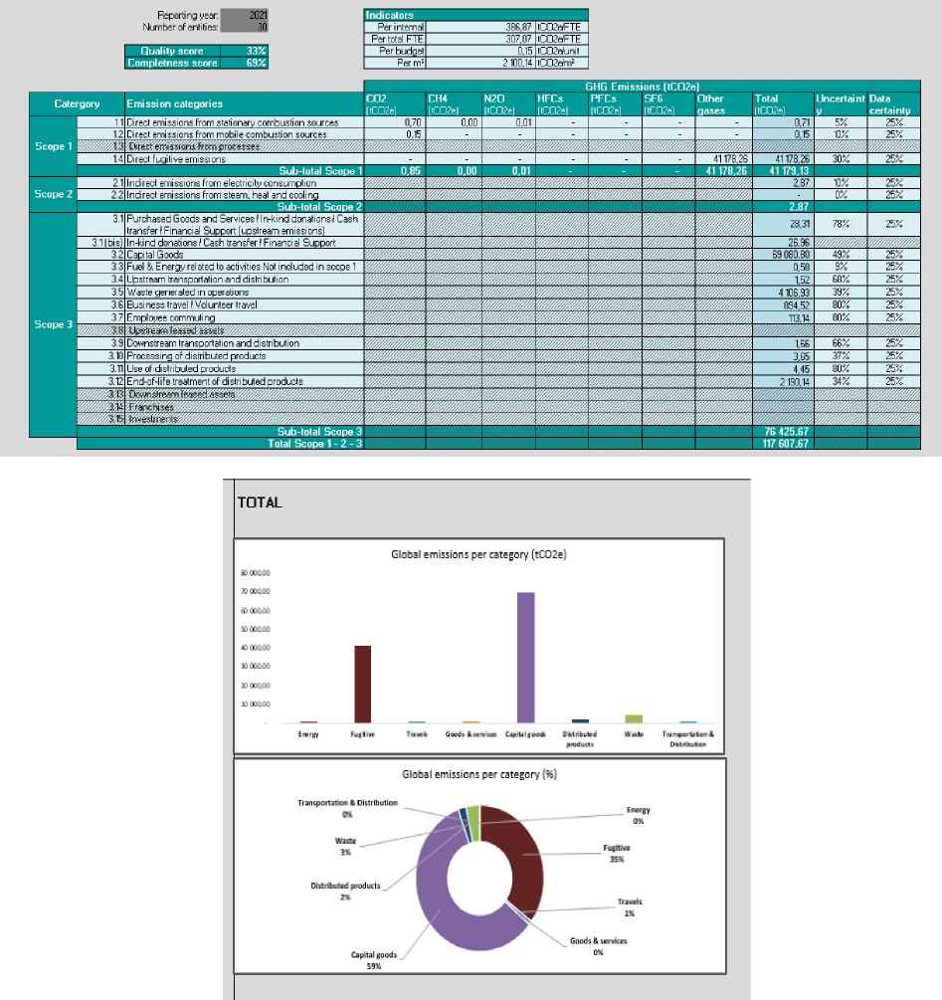 Reporting year: 2021
Number of entities: 30
Quality score 33%
Completness score 69%
Indicators
Per internal 386,87 tCO2e/FTE
Per total FTE 307,07 tCO2e/FTE
Per budget 0,15 tCO2e/unit
Per m² 2 100,14 tCO2e/m²
GHG Emissions (tCO2e)
Catergory Emission categories CO2 (tCO2e) CH4 (tCO2e) N2O (tCO2e) HFCs (tCO2e) PFCs (tCO2e) SF6 (tCO2e) Other gases Total (tCO2e) Uncertainty Data certainty
Scope 1
1.1 Direct emissions from stationary combustion sources 0,70 0,00 0,01 - - - - 0,71 5% 25%
1.2 Direct emissions from mobile combustion sources 0,15 - - - - - - 0,15 10% 25%
1.3 Direct emissions from processes
1.4 Direct fugitive emissions - - - - - - 41 178,26 41 178,26 30% 25%
Sub-total Scope 1 0,85 0,00 0,01 - - - 41 178,26 41 179,13
Scope 2
2.1 Indirect emissions from electricity consumption 2,87 10% 25%
2.2 Indirect emissions from steam, heat and cooling - 0% 25%
Sub-total Scope 2 2,87
Scope 3
3.1 Purchased Goods and Services / In-kind donations / Cash
transfer / Financial Support (upstream emissions) 28,31 78% 25%
3.1(bis) In-kind donations / Cash transfer / Financial Support 26,96
3.2 Capital Goods 69 080,80 49% 25%
3.3 Fuel & Energy related to activities Not included in scope 1 0,58 9% 25%
3.4 Upstream transportation and distribution 1,52 68% 25%
3.5 Waste generated in operations 4 106,93 39% 25%
3.6 Business travel / Volunteer travel 894,52 80% 25%
3.7 Employee commuting 113,14 80% 25%
3.8 Upstream leased assets
3.9 Downstream transportation and distribution 1,66 66% 25%
3.10 Processing of distributed products 3,65 37% 25%
3.11 Use of distributed products 4,45 80% 25%
3.12 End-of-life treatment of distributed products 2 190,14 34% 25%
3.13 Downstream leased assets
3.14 Franchises
3.15 Investments
Sub-total Scope 3 76 425,67
Total Scope 1 - 2 - 3 117 607,67
TOTAL
Global emissions per category (tCO2e)
80 000,00
70 000,00
60 000,00
50 000,00
40 000,00
30 000,00
20 000,00
10 000,00
-
Energy Fugitive Travels Goods & services Capital goods Distributed products Waste Transportation & Distribution
Global emissions per category (%)
Transportation & Distribution
0%
Energy
0%
Waste
3%
Fugitive
35%
Distributed products
2%
Travels
1%
Goods & services
0%
Capital goods
59%